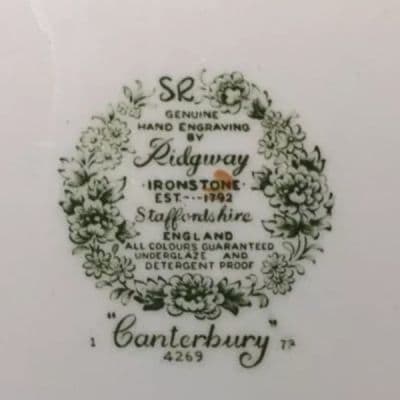 SR
GENUINE
HAND ENGRAVING
BY
Ridgway
·IRONSTONE·
EST---1792
Staffordshire
ENGLAND
ALL COLOURS GUARANTEED
UNDERGLAZE AND
DETERGENT PROOF
1 "Canterbury" 72
4269